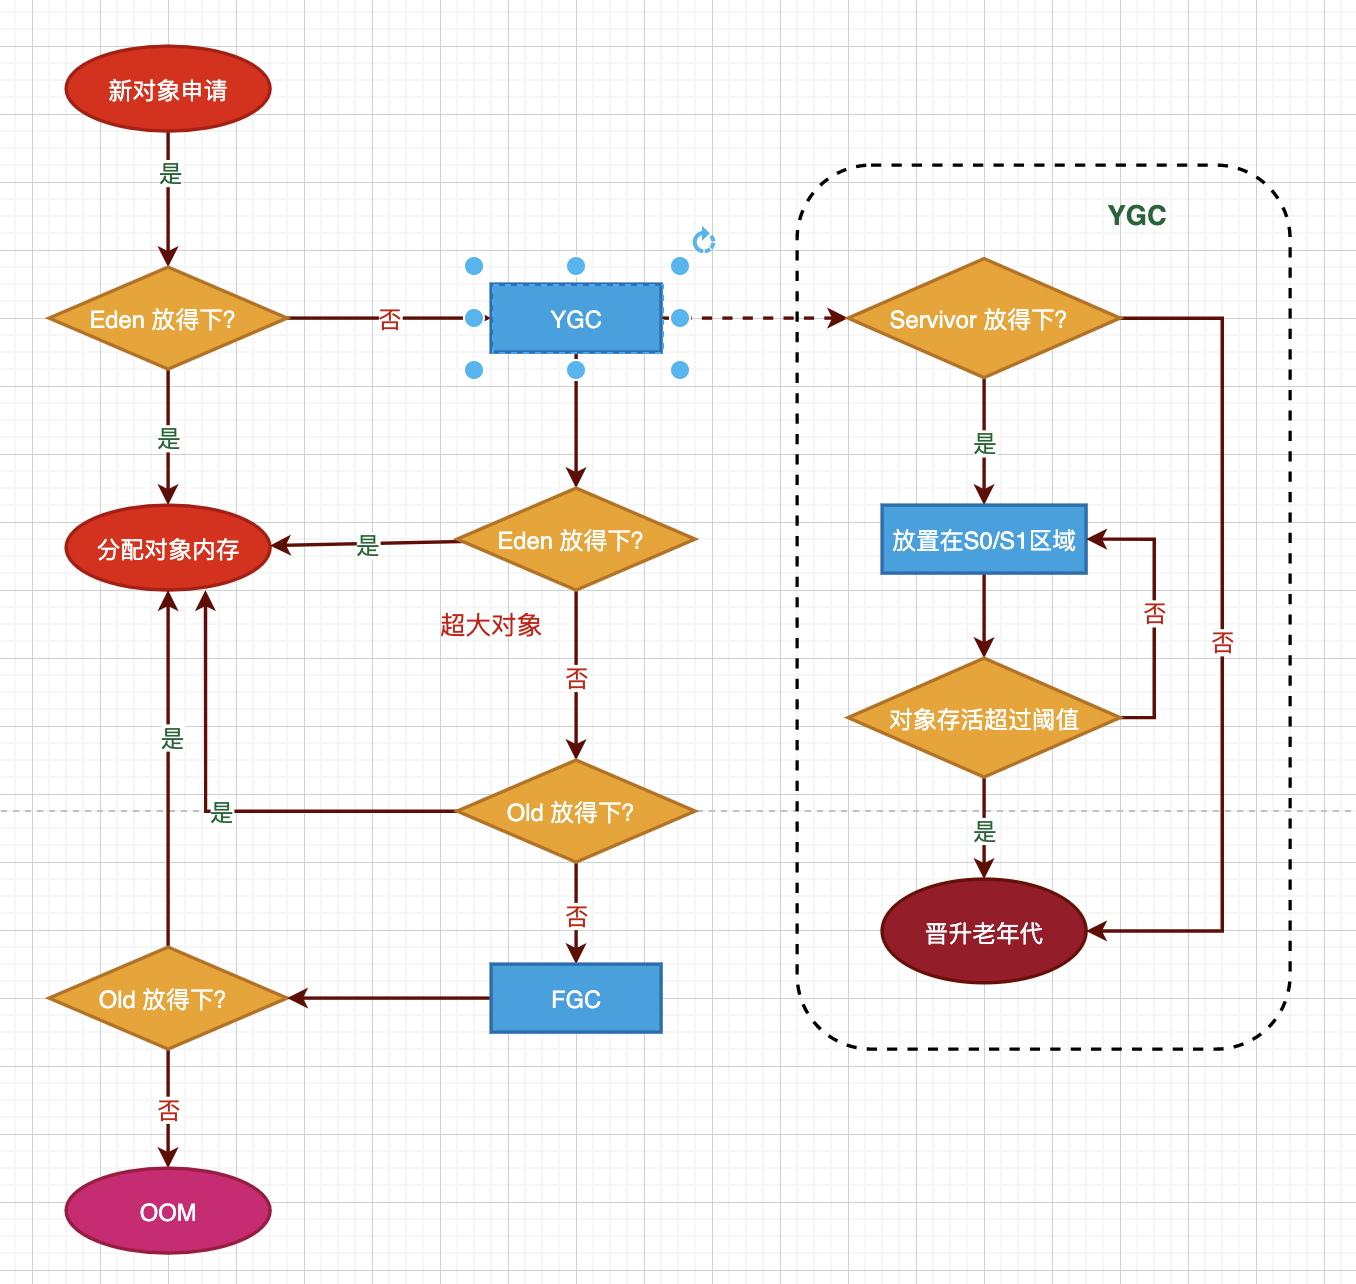 新对象申请
是
YGC
Eden 放得下?
否
YGC
Servivor 放得下?
是
是
分配对象内存
是
Eden 放得下?
放置在S0/S1区域
超大对象
否
否
否
对象存活超过阈值
是
是
Old 放得下?
是
否
晋升老年代
Old 放得下?
FGC
否
OOM